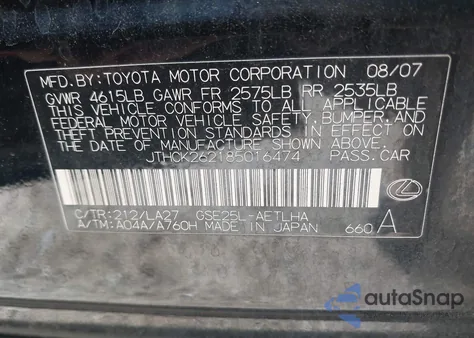 MFD.BY:TOYOTA MOTOR CORPORATION 08/07
GVWR 4615LB GAWR FR 2575LB RR 2535LB
THIS VEHICLE CONFORMS TO ALL APPLICABLE
FEDERAL MOTOR VEHICLE SAFETY,BUMPER,AND
THEFT PREVENTION STANDARDS IN EFFECT ON
THE DATE OF MANUFACTURE SHOWN ABOVE.
JTHCK262185016474 PASS.CAR
C/TR:212/LA27 GSE25L-AETLHA
A/TM:A04A/A760H MADE IN JAPAN 660 A
autoSnap